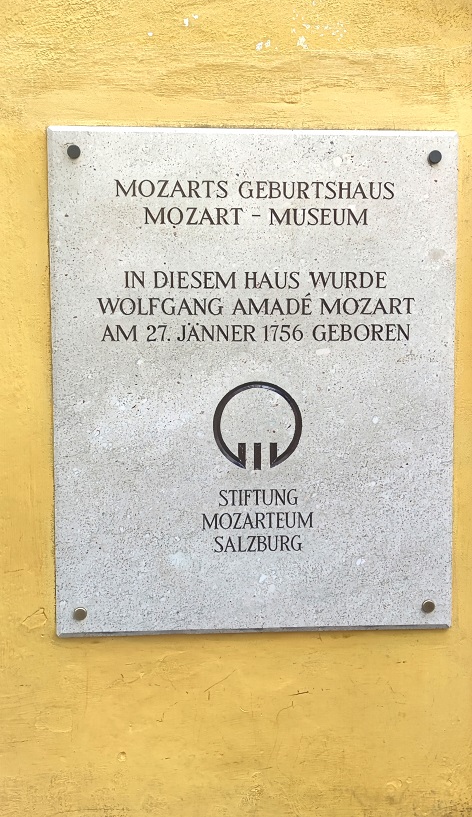 MOZARTS GEBURTSHAUS
MOZART - MUSEUM
IN DIESEM HAUS WURDE
WOLFGANG AMADÉ MOZART
AM 27. JÄNNER 1756 GEBOREN
STIFTUNG
MOZARTEUM
SALZBURG